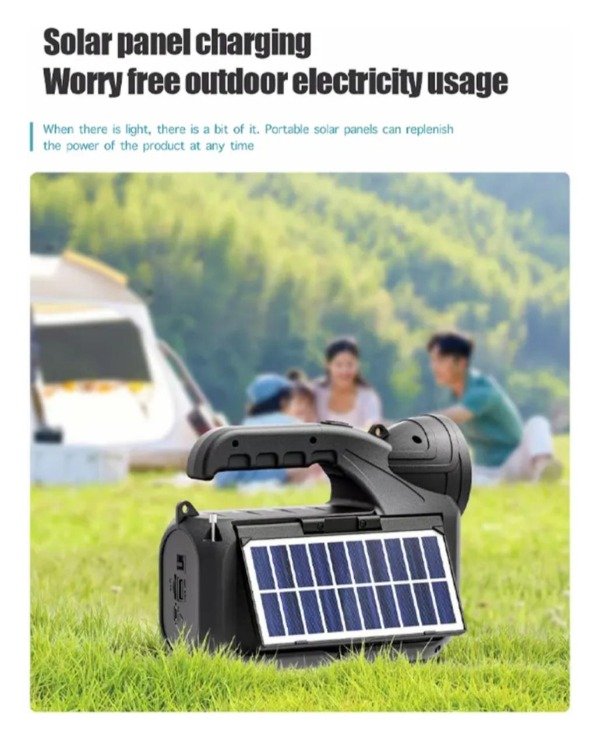 Solar panel charging
Worry free outdoor electricity usage
When there is light, there is a bit of it. Portable solar panels can replenish
the power of the product at any time